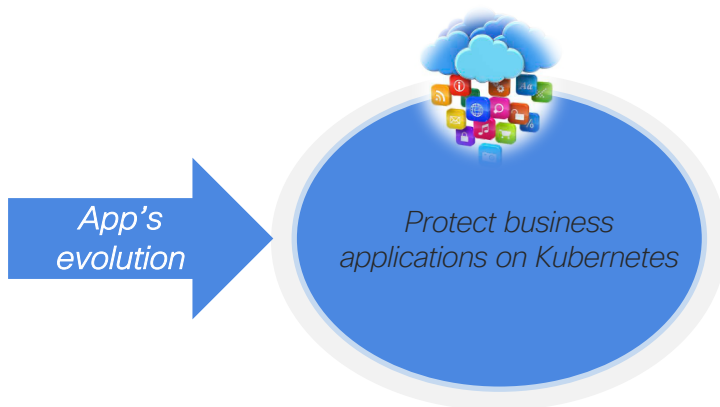 App's
evolution
Protect business
applications on Kubernetes